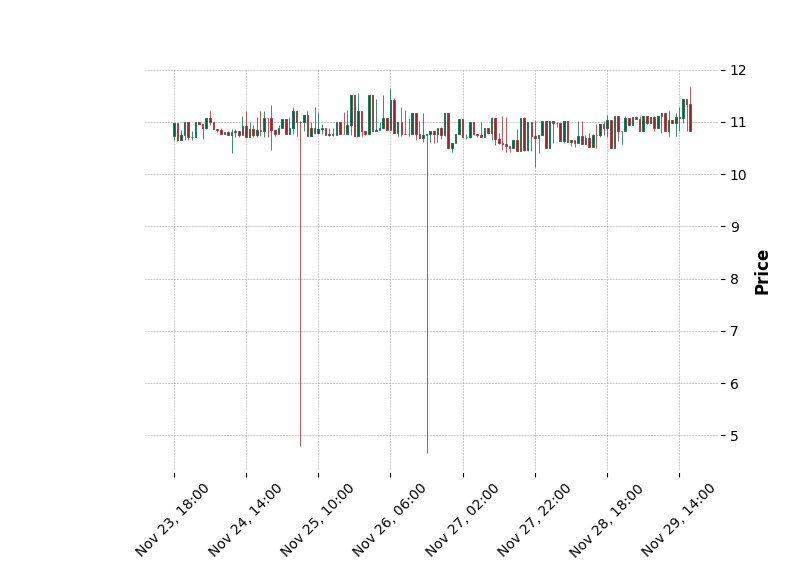 12
11
10
9
8
7
6
5
Price
Nov 23, 18:00
Nov 24, 14:00
Nov 25, 10:00
Nov 26, 06:00
Nov 27, 02:00
Nov 27, 22:00
Nov 28, 18:00
Nov 29, 14:00